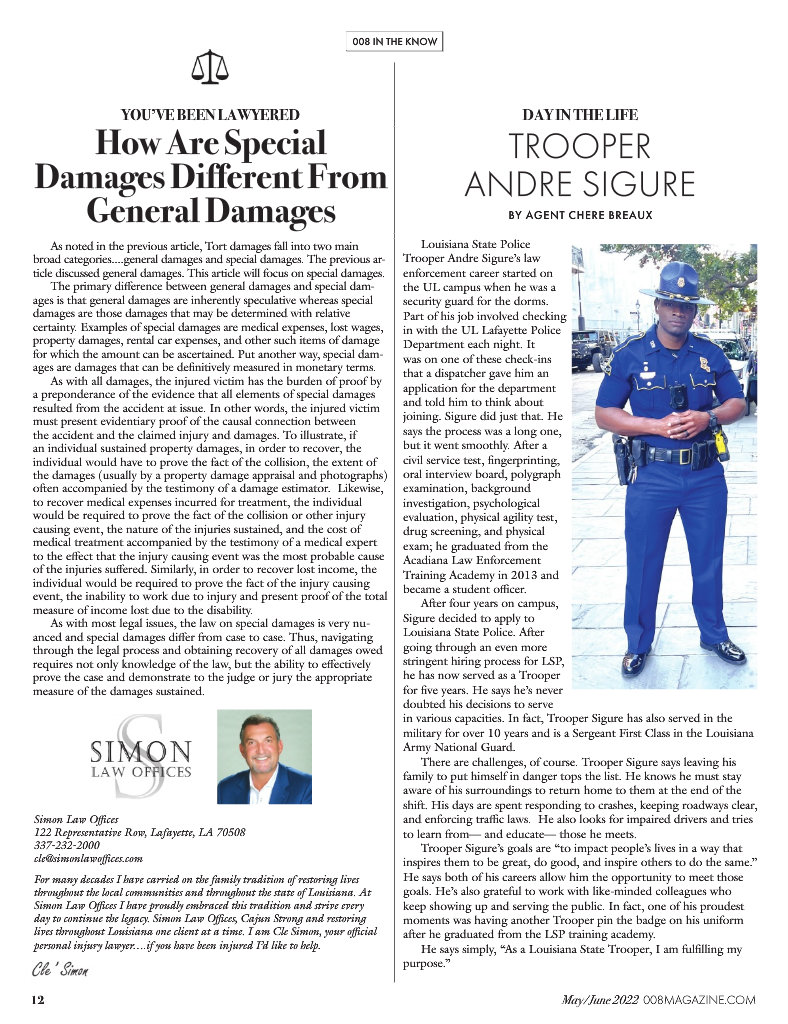 008 IN THE KNOW
YOU'VE BEEN LAWYERED
How Are Special
Damages Different From
General Damages
As noted in the previous article, Tort damages fall into two main
broad categories....general damages and special damages. The previous ar-
ticle discussed general damages. This article will focus on special damages.
The primary difference between general damages and special dam-
ages is that general damages are inherently speculative whereas special
damages are those damages that may be determined with relative
certainty. Examples of special damages are medical expenses, lost wages,
property damages, rental car expenses, and other such items of damage
for which the amount can be ascertained. Put another way, special dam-
ages are damages that can be definitively measured in monetary terms.
As with all damages, the injured victim has the burden of proof by
a preponderance of the evidence that all elements of special damages
resulted from the accident at issue. In other words, the injured victim
must present evidentiary proof of the causal connection between
the accident and the claimed injury and damages. To illustrate, if
an individual sustained property damages, in order to recover, the
individual would have to prove the fact of the collision, the extent of
the damages (usually by a property damage appraisal and photographs)
often accompanied by the testimony of a damage estimator.  Likewise,
to recover medical expenses incurred for treatment, the individual
would be required to prove the fact of the collision or other injury
causing event, the nature of the injuries sustained, and the cost of
medical treatment accompanied by the testimony of a medical expert
to the effect that the injury causing event was the most probable cause
of the injuries suffered. Similarly, in order to recover lost income, the
individual would be required to prove the fact of the injury causing
event, the inability to work due to injury and present proof of the total
measure of income lost due to the disability.
As with most legal issues, the law on special damages is very nu-
anced and special damages differ from case to case. Thus, navigating
through the legal process and obtaining recovery of all damages owed
requires not only knowledge of the law, but the ability to effectively
prove the case and demonstrate to the judge or jury the appropriate
measure of the damages sustained.
S
SIMON
LAW OFFICES
Simon Law Offices
122 Representative Row, Lafayette, LA 70508
337-232-2000
cle@simonlawoffices.com
For many decades I have carried on the family tradition of restoring lives
throughout the local communities and throughout the state of Louisiana. At
Simon Law Offices I have proudly embraced this tradition and strive every
day to continue the legacy. Simon Law Offices, Cajun Strong and restoring
lives throughout Louisiana one client at a time. I am Cle Simon, your official
personal injury lawyer....if you have been injured I'd like to help.
Cle' Simon
DAY IN THE LIFE
TROOPER
ANDRE SIGURE
BY AGENT CHERE BREAUX
Louisiana State Police
Trooper Andre Sigure's law
enforcement career started on
the UL campus when he was a
security guard for the dorms.
Part of his job involved checking
in with the UL Lafayette Police
Department each night. It
was on one of these check-ins
that a dispatcher gave him an
application for the department
and told him to think about
joining. Sigure did just that. He
says the process was a long one,
but it went smoothly. After a
civil service test, fingerprinting,
oral interview board, polygraph
examination, background
investigation, psychological
evaluation, physical agility test,
drug screening, and physical
exam; he graduated from the
Acadiana Law Enforcement
Training Academy in 2013 and
became a student officer.
After four years on campus,
Sigure decided to apply to
Louisiana State Police. After
going through an even more
stringent hiring process for LSP,
he has now served as a Trooper
for five years. He says he's never
doubted his decisions to serve
in various capacities. In fact, Trooper Sigure has also served in the
military for over 10 years and is a Sergeant First Class in the Louisiana
Army National Guard.
There are challenges, of course. Trooper Sigure says leaving his
family to put himself in danger tops the list. He knows he must stay
aware of his surroundings to return home to them at the end of the
shift. His days are spent responding to crashes, keeping roadways clear,
and enforcing traffic laws.  He also looks for impaired drivers and tries
to learn from— and educate— those he meets.
Trooper Sigure's goals are “to impact people's lives in a way that
inspires them to be great, do good, and inspire others to do the same.”
He says both of his careers allow him the opportunity to meet those
goals. He's also grateful to work with like-minded colleagues who
keep showing up and serving the public. In fact, one of his proudest
moments was having another Trooper pin the badge on his uniform
after he graduated from the LSP training academy.
He says simply, “As a Louisiana State Trooper, I am fulfilling my
purpose.”
12
May/June 2022 008MAGAZINE.COM